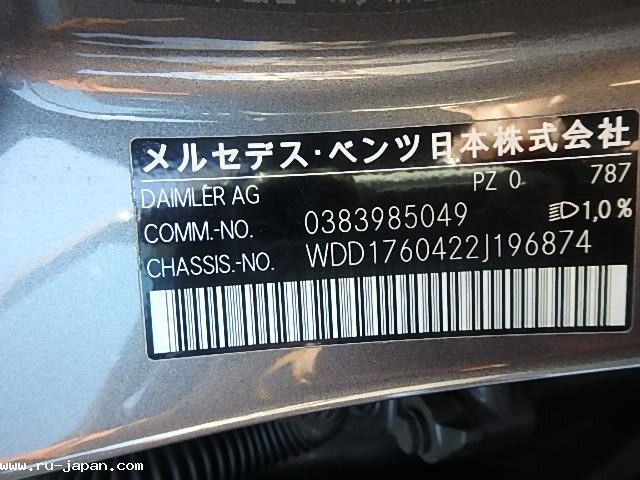 メルセデス・ベンツ日本株式会社
DAIMLER AG PZ 0 787
COMM.-NO. 0383985049 1,0%
CHASSIS.-NO. WDD1760422J196874
www.ru-japan.com